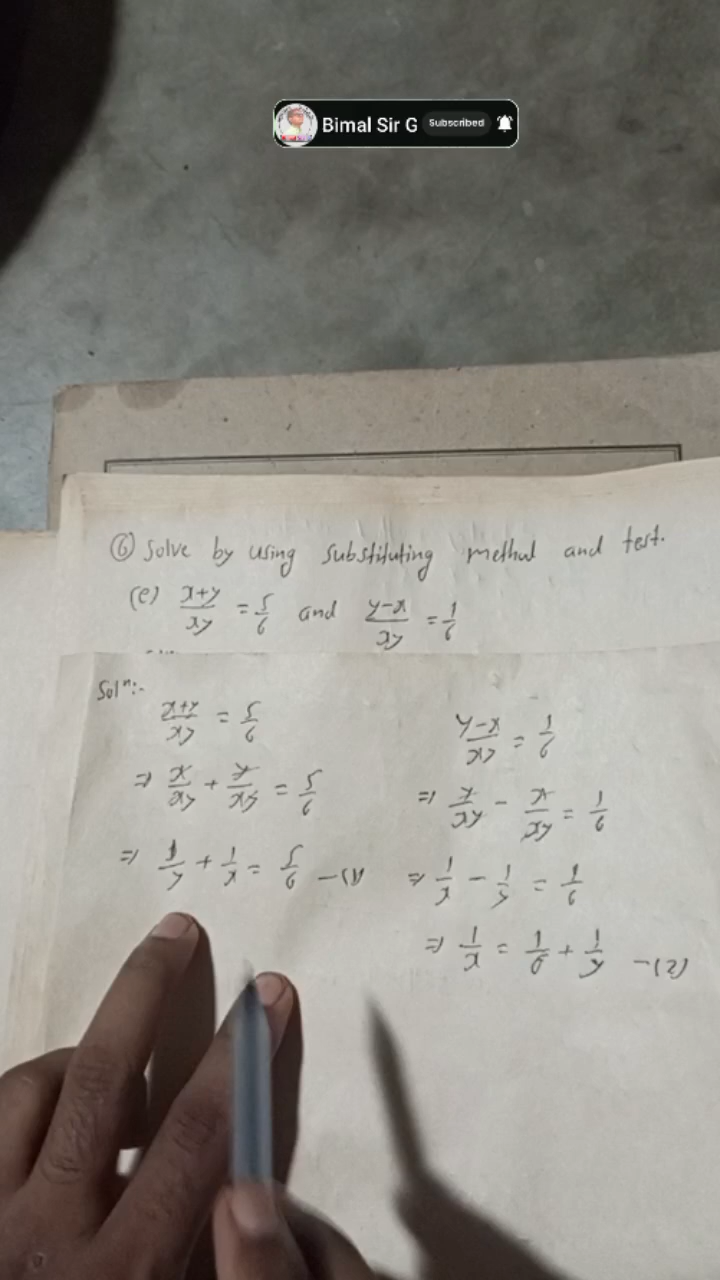 Bimal Sir G Subscribed
⑥ Solve by using substituting method and test.
(e) x+y/xy = 5/6 and y-x/xy = 1/6
Solⁿ:-
x+y/xy = 5/6
⇒ x/xy + y/xy = 5/6
⇒ 1/y + 1/x = 5/6 —(1)
y-x/xy = 1/6
⇒ y/xy - x/xy = 1/6
⇒ 1/x - 1/y = 1/6
⇒ 1/x = 1/6 + 1/y —(2)